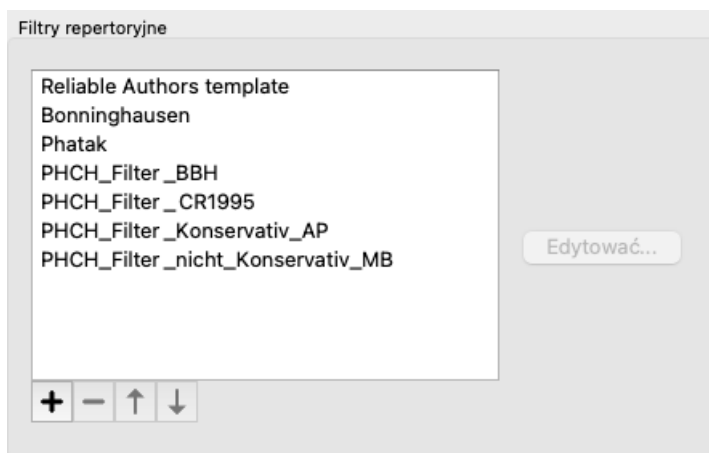 Filtry repertoryjne
Reliable Authors template
Bonninghausen
Phatak
PHCH_Filter_BBH
PHCH_Filter_CR1995
PHCH_Filter_Konservativ_AP
PHCH_Filter_nicht_Konservativ_MB
Edytować...